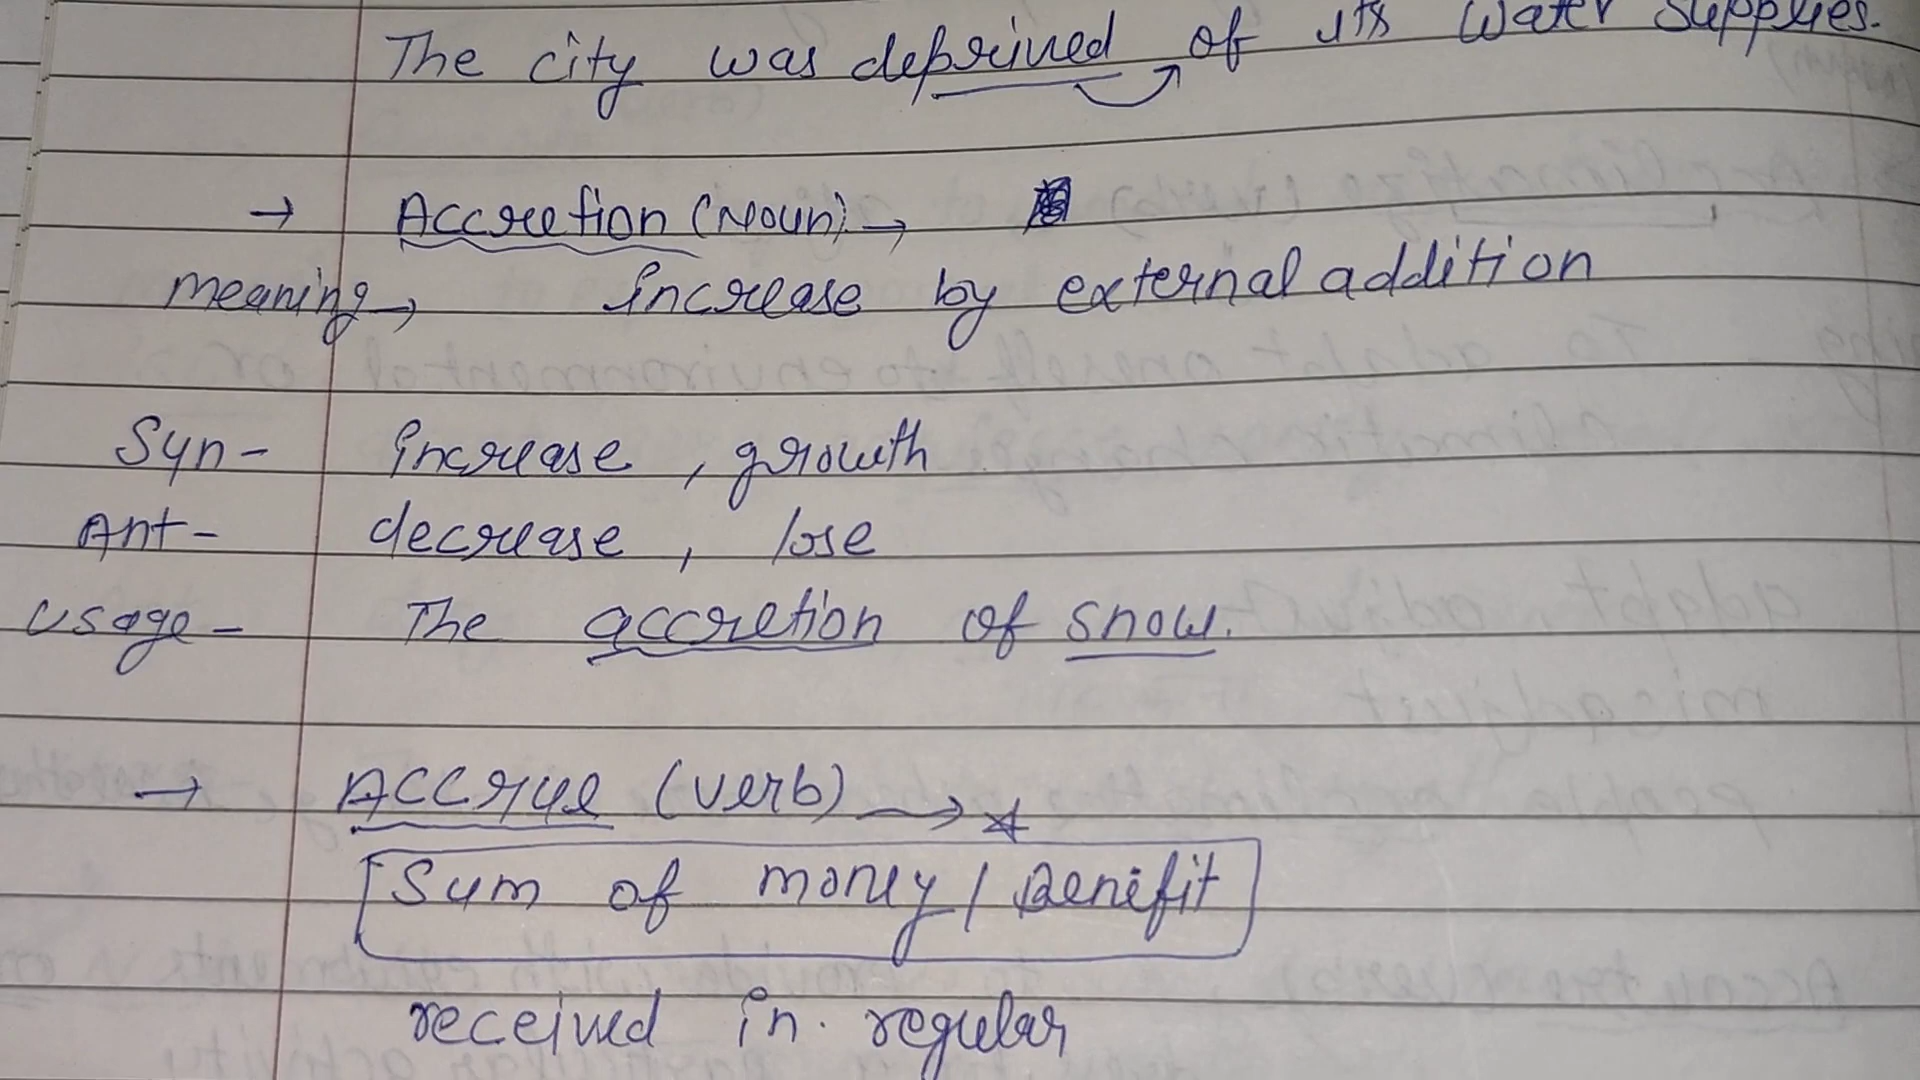 The city was deprived of its water supplies.
→ Accretion (Noun) →
meaning → increase by external addition
Syn- increase, growth
Ant- decrease, lose
Usage- The accretion of snow.
→ Accrue (verb) →
Sum of money / Benifit
received in regular